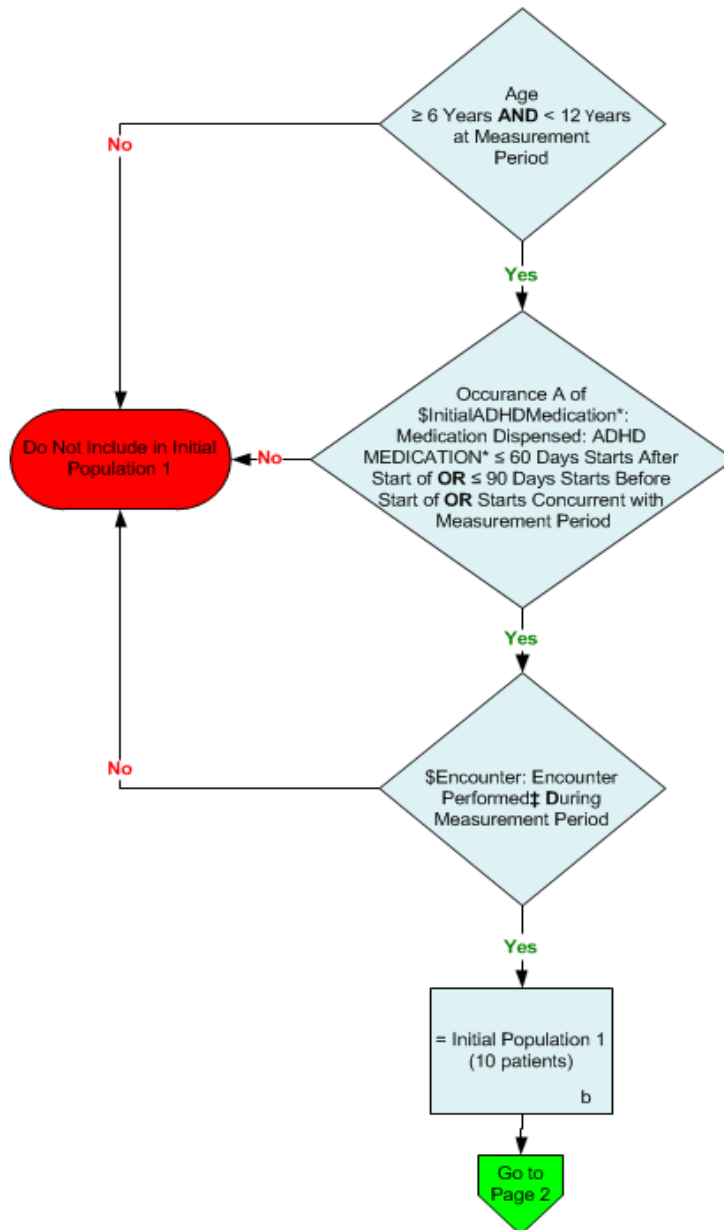 Age
≥ 6 Years AND < 12 Years
at Measurement
Period
No
Yes
Occurance A of
$InitialADHDMedication*:
Medication Dispensed: ADHD
MEDICATION* ≤ 60 Days Starts After
Start of OR ≤ 90 Days Starts Before
Start of OR Starts Concurrent with
Measurement Period
Do Not Include in Initial
Population 1
No
Yes
$Encounter: Encounter
Performed‡ During
Measurement Period
No
Yes
= Initial Population 1
(10 patients)
b
Go to
Page 2